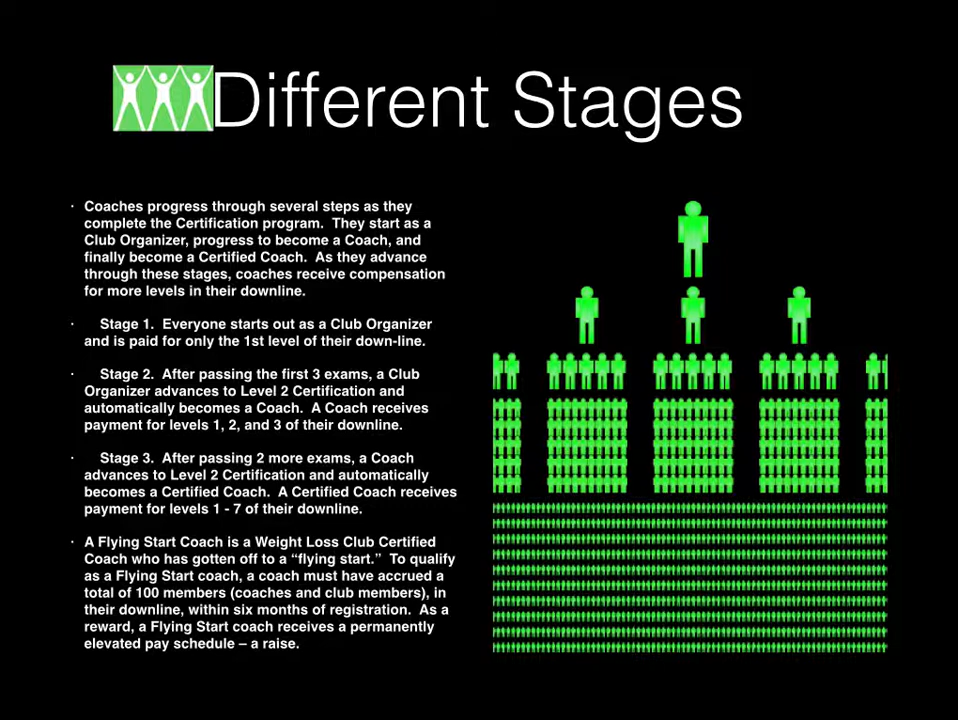 Different Stages
· Coaches progress through several steps as they
complete the Certification program. They start as a
Club Organizer, progress to become a Coach, and
finally become a Certified Coach. As they advance
through these stages, coaches receive compensation
for more levels in their downline.
· Stage 1. Everyone starts out as a Club Organizer
and is paid for only the 1st level of their down-line.
· Stage 2. After passing the first 3 exams, a Club
Organizer advances to Level 2 Certification and
automatically becomes a Coach. A Coach receives
payment for levels 1, 2, and 3 of their downline.
· Stage 3. After passing 2 more exams, a Coach
advances to Level 2 Certification and automatically
becomes a Certified Coach. A Certified Coach receives
payment for levels 1 - 7 of their downline.
· A Flying Start Coach is a Weight Loss Club Certified
Coach who has gotten off to a “flying start.” To qualify
as a Flying Start coach, a coach must have accrued a
total of 100 members (coaches and club members), in
their downline, within six months of registration. As a
reward, a Flying Start coach receives a permanently
elevated pay schedule – a raise.